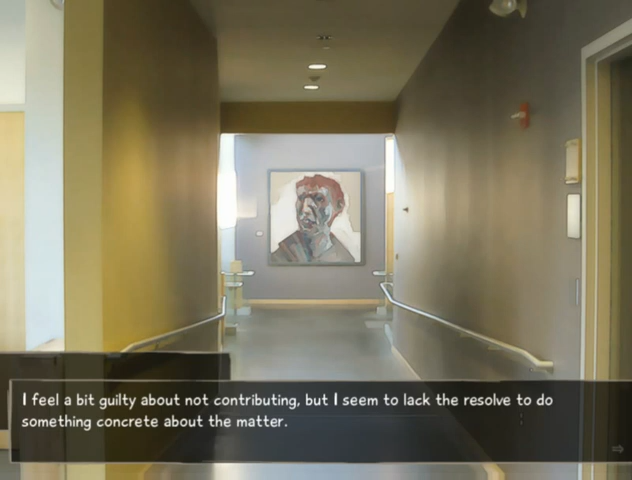 I feel a bit guilty about not contributing, but I seem to lack the resolve to do
something concrete about the matter.